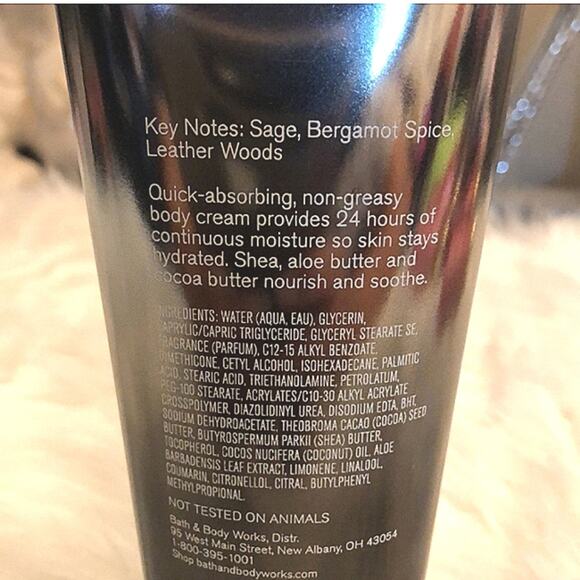 Key Notes: Sage, Bergamot Spice,
Leather Woods
Quick-absorbing, non-greasy
body cream provides 24 hours of
continuous moisture so skin stays
hydrated. Shea, aloe butter and
cocoa butter nourish and soothe.
INGREDIENTS: WATER (AQUA, EAU), GLYCERIN,
CAPRYLIC/CAPRIC TRIGLYCERIDE, GLYCERYL STEARATE SE,
FRAGRANCE (PARFUM), C12-15 ALKYL BENZOATE,
DIMETHICONE, CETYL ALCOHOL, ISOHEXADECANE, PALMITIC
ACID, STEARIC ACID, TRIETHANOLAMINE, PETROLATUM,
PEG-100 STEARATE, ACRYLATES/C10-30 ALKYL ACRYLATE
CROSSPOLYMER, DIAZOLIDINYL UREA, DISODIUM EDTA, BHT,
SODIUM DEHYDROACETATE, THEOBROMA CACAO (COCOA) SEED
BUTTER, BUTYROSPERMUM PARKII (SHEA) BUTTER,
TOCOPHEROL, COCOS NUCIFERA (COCONUT) OIL, ALOE
BARBADENSIS LEAF EXTRACT, LIMONENE, LINALOOL,
COUMARIN, CITRONELLOL, CITRAL, BUTYLPHENYL
METHYLPROPIONAL.
NOT TESTED ON ANIMALS
Bath & Body Works, Distr.
95 West Main Street, New Albany, OH 43054
1-800-395-1001
Shop bathandbodyworks.com